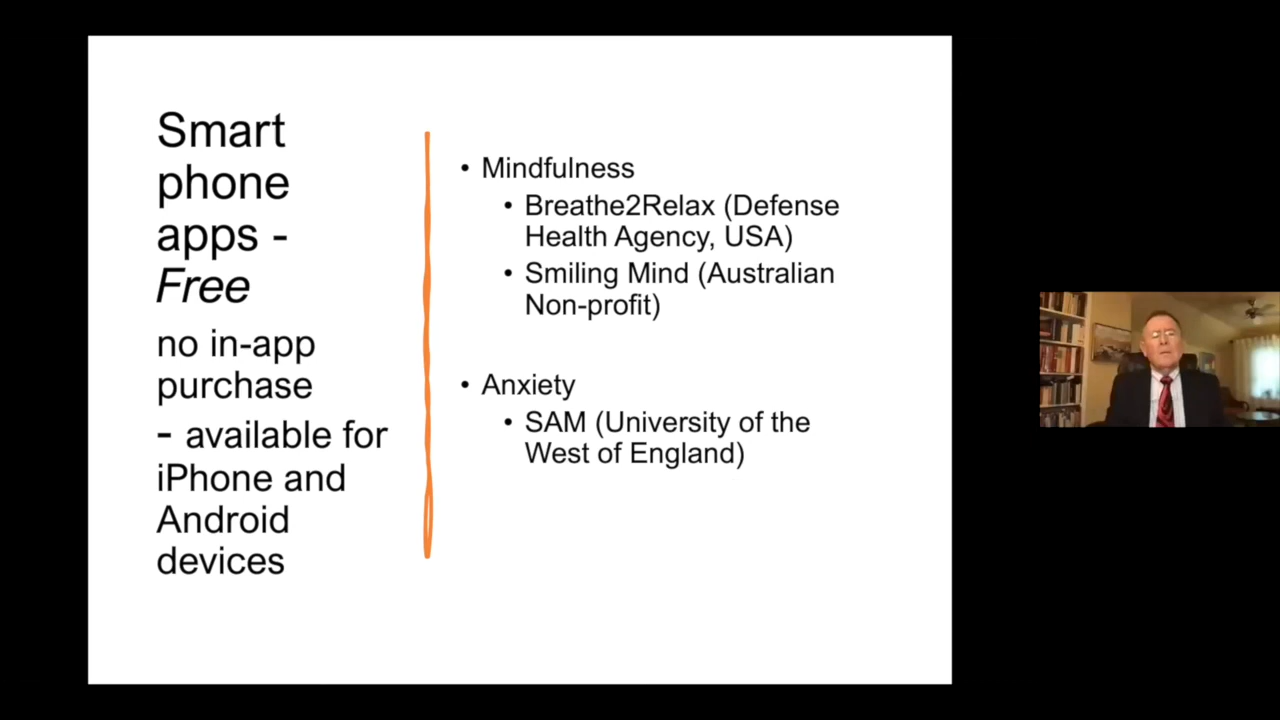 Smart
phone
apps -
Free
no in-app
purchase
- available for
iPhone and
Android
devices
• Mindfulness
• Breathe2Relax (Defense
Health Agency, USA)
• Smiling Mind (Australian
Non-profit)
• Anxiety
• SAM (University of the
West of England)